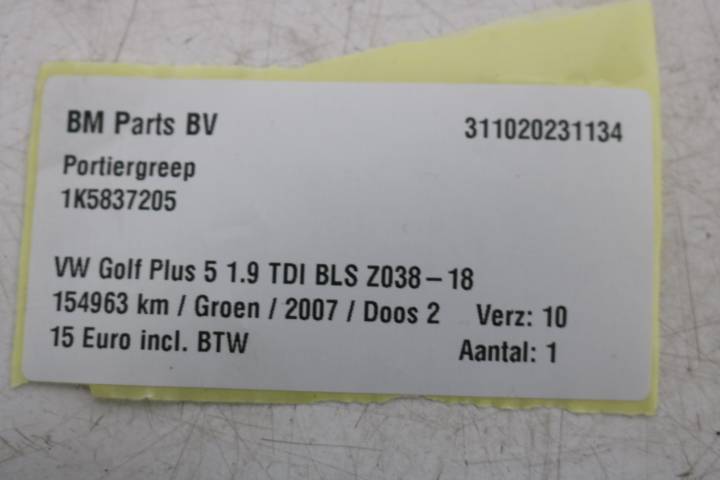 BM Parts BV 311020231134
Portiergreep
1K5837205
VW Golf Plus 5 1.9 TDI BLS Z038-18
154963 km / Groen / 2007 / Doos 2 Verz: 10
15 Euro incl. BTW Aantal: 1